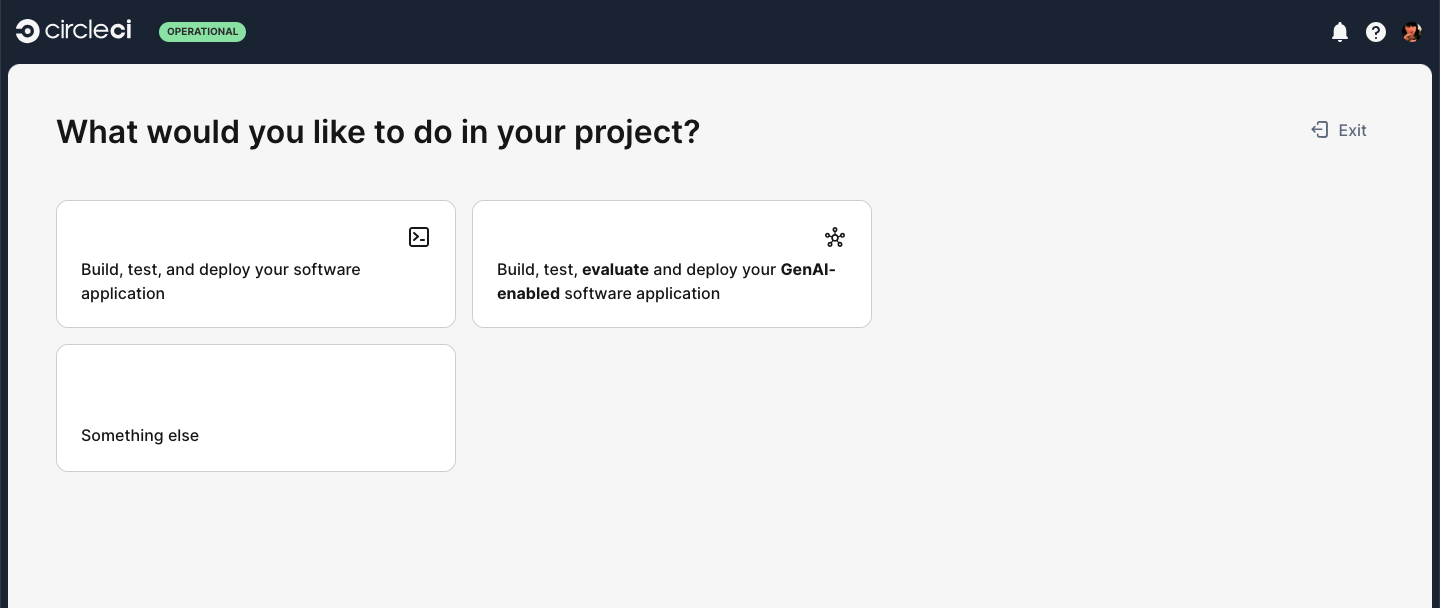 circleci
OPERATIONAL
What would you like to do in your project?
Exit
Build, test, and deploy your software
application
Build, test, evaluate and deploy your GenAI-
enabled software application
Something else